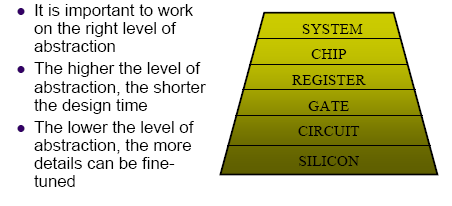 • It is important to work
on the right level of
abstraction
• The higher the level of
abstraction, the shorter
the design time
• The lower the level of
abstraction, the more
details can be fine-
tuned
SYSTEM
CHIP
REGISTER
GATE
CIRCUIT
SILICON